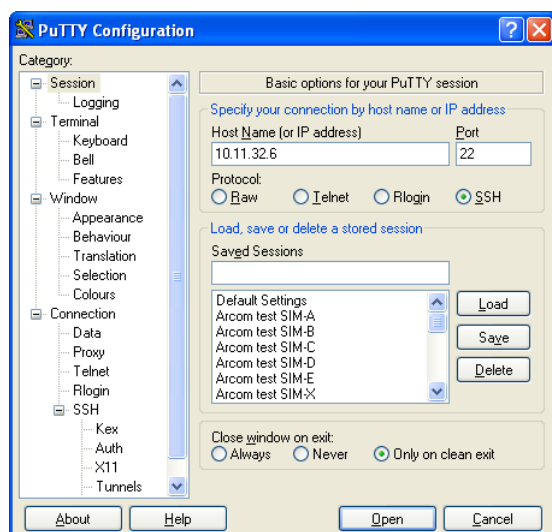 PuTTY Configuration
Category:
Session
Logging
Terminal
Keyboard
Bell
Features
Window
Appearance
Behaviour
Translation
Selection
Colours
Connection
Data
Proxy
Telnet
Rlogin
SSH
Kex
Auth
X11
Tunnels
Basic options for your PuTTY session
Specify your connection by host name or IP address
Host Name (or IP address) Port
10.11.32.6 22
Protocol:
Raw Telnet Rlogin SSH
Load, save or delete a stored session
Saved Sessions
Default Settings
Arcom test SIM-A
Arcom test SIM-B
Arcom test SIM-C
Arcom test SIM-D
Arcom test SIM-E
Arcom test SIM-X
Load
Save
Delete
Close window on exit:
Always Never Only on clean exit
About Help Open Cancel